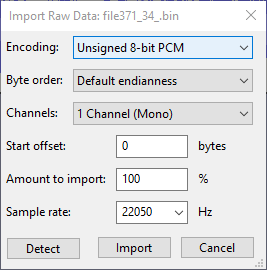 Import Raw Data: file371_34_.bin
Encoding: Unsigned 8-bit PCM
Byte order: Default endianness
Channels: 1 Channel (Mono)
Start offset: 0 bytes
Amount to import: 100 %
Sample rate: 22050 Hz
Detect Import Cancel